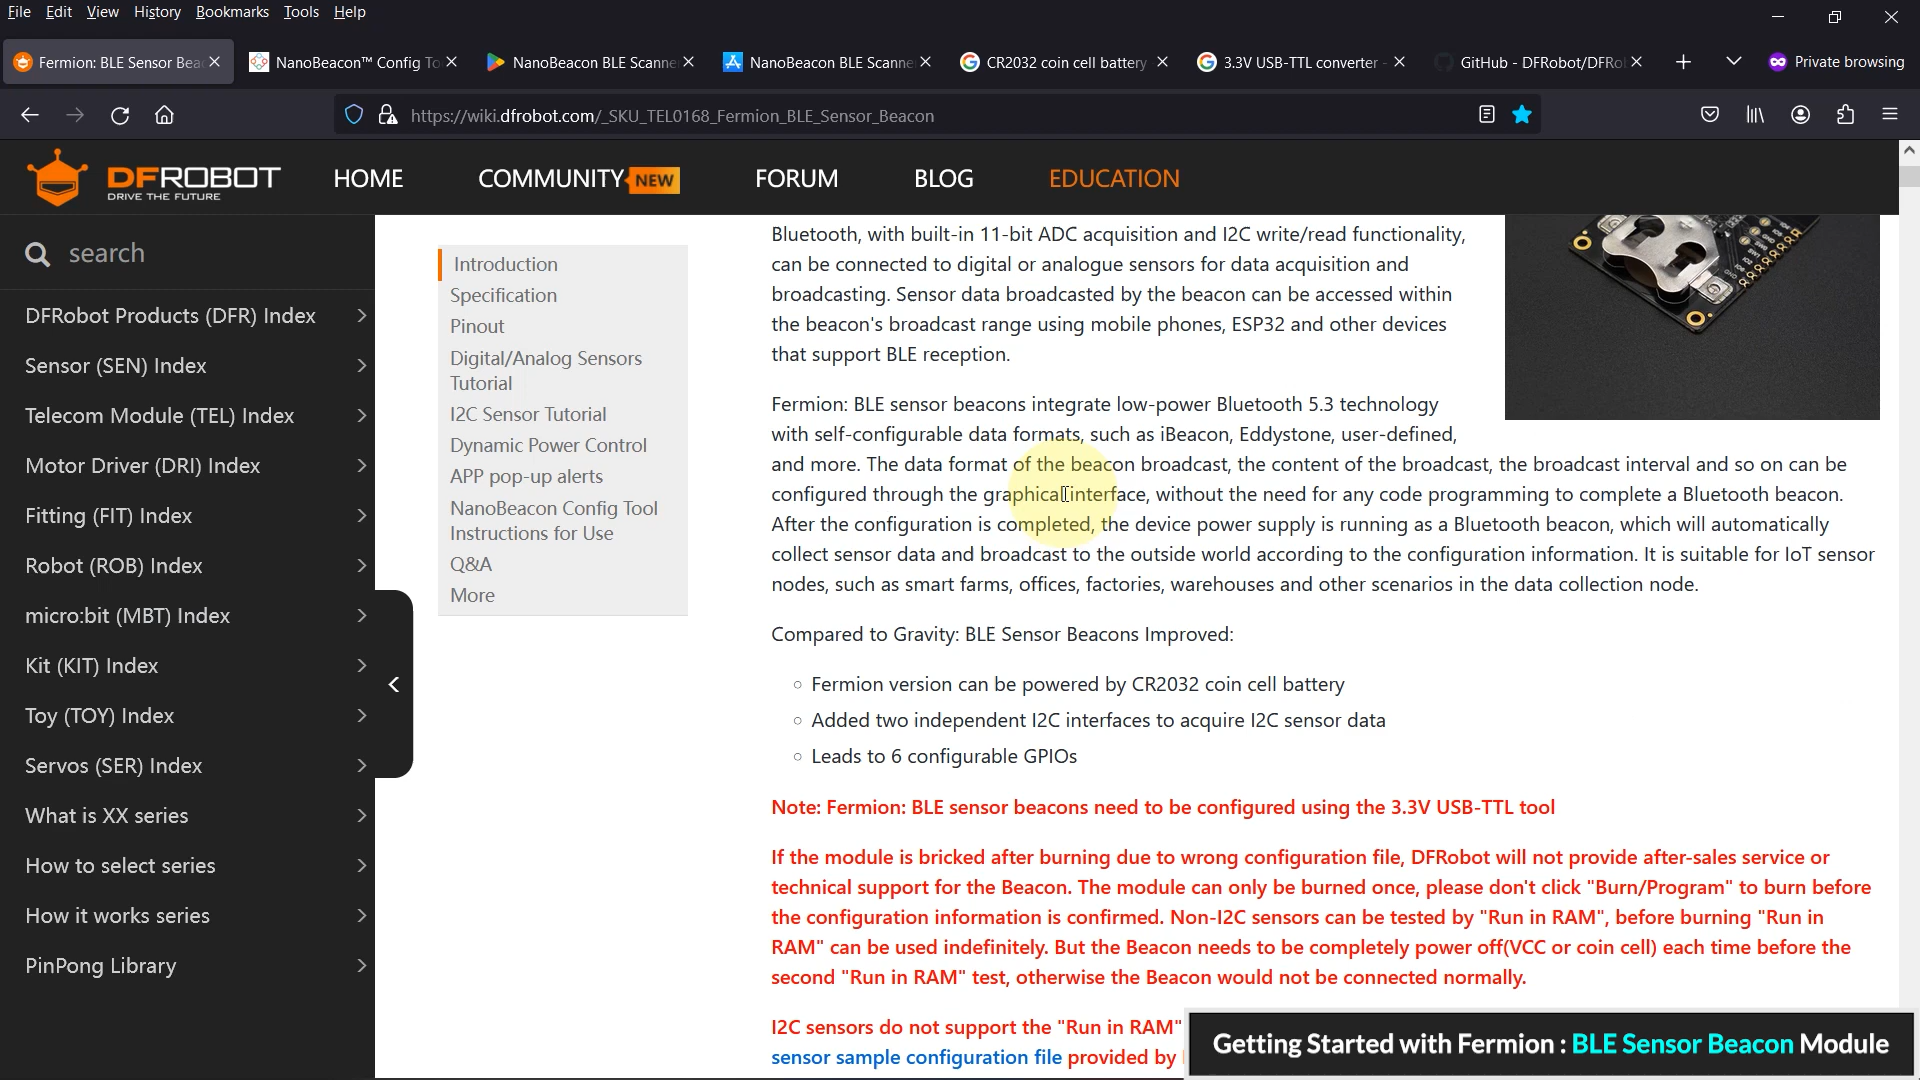 File Edit View History Bookmarks Tools Help
Fermion: BLE Sensor Bea
NanoBeacon™ Config To
NanoBeacon BLE Scanne
NanoBeacon BLE Scanne
CR2032 coin cell battery
3.3V USB-TTL converter -
GitHub - DFRobot/DFRo
Private browsing
https://wiki.dfrobot.com/_SKU_TEL0168_Fermion_BLE_Sensor_Beacon
DFROBOT
DRIVE THE FUTURE
HOME
COMMUNITY NEW
FORUM
BLOG
EDUCATION
search
DFRobot Products (DFR) Index
Sensor (SEN) Index
Telecom Module (TEL) Index
Motor Driver (DRI) Index
Fitting (FIT) Index
Robot (ROB) Index
micro:bit (MBT) Index
Kit (KIT) Index
Toy (TOY) Index
Servos (SER) Index
What is XX series
How to select series
How it works series
PinPong Library
Introduction
Specification
Pinout
Digital/Analog Sensors
Tutorial
I2C Sensor Tutorial
Dynamic Power Control
APP pop-up alerts
NanoBeacon Config Tool
Instructions for Use
Q&A
More
Bluetooth, with built-in 11-bit ADC acquisition and I2C write/read functionality,
can be connected to digital or analogue sensors for data acquisition and
broadcasting. Sensor data broadcasted by the beacon can be accessed within
the beacon's broadcast range using mobile phones, ESP32 and other devices
that support BLE reception.
Fermion: BLE sensor beacons integrate low-power Bluetooth 5.3 technology
with self-configurable data formats, such as iBeacon, Eddystone, user-defined,
and more. The data format of the beacon broadcast, the content of the broadcast, the broadcast interval and so on can be
configured through the graphical interface, without the need for any code programming to complete a Bluetooth beacon.
After the configuration is completed, the device power supply is running as a Bluetooth beacon, which will automatically
collect sensor data and broadcast to the outside world according to the configuration information. It is suitable for IoT sensor
nodes, such as smart farms, offices, factories, warehouses and other scenarios in the data collection node.
Compared to Gravity: BLE Sensor Beacons Improved:
Fermion version can be powered by CR2032 coin cell battery
Added two independent I2C interfaces to acquire I2C sensor data
Leads to 6 configurable GPIOs
Note: Fermion: BLE sensor beacons need to be configured using the 3.3V USB-TTL tool
If the module is bricked after burning due to wrong configuration file, DFRobot will not provide after-sales service or
technical support for the Beacon. The module can only be burned once, please don't click "Burn/Program" to burn before
the configuration information is confirmed. Non-I2C sensors can be tested by "Run in RAM", before burning "Run in
RAM" can be used indefinitely. But the Beacon needs to be completely power off(VCC or coin cell) each time before the
second "Run in RAM" test, otherwise the Beacon would not be connected normally.
I2C sensors do not support the "Run in RAM"
sensor sample configuration file provided by
Getting Started with Fermion : BLE Sensor Beacon Module